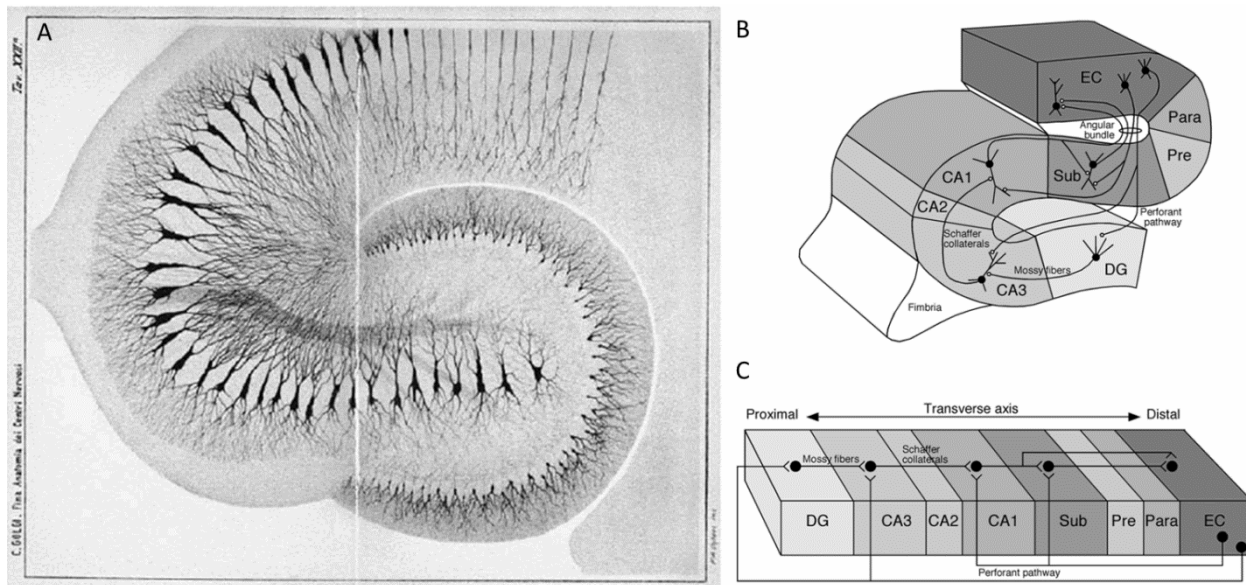 A
Tav. XXIIª
C. GOLGI. Fina Anatomia dei Centri Nervosi
B
EC
Angular
bundle
Para
Pre
CA1
Sub
CA2
Schaffer
collaterals
Perforant
pathway
Mossy fibers
DG
CA3
Fimbria
C
Proximal
Transverse axis
Distal
Mossy fibers
Schaffer
collaterals
DG
CA3
CA2
CA1
Sub
Pre
Para
EC
Perforant pathway